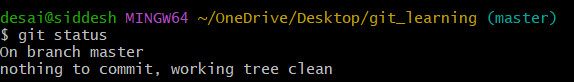 desai@siddesh MINGW64 ~/OneDrive/Desktop/git_learning (master)
$ git status
On branch master
nothing to commit, working tree clean